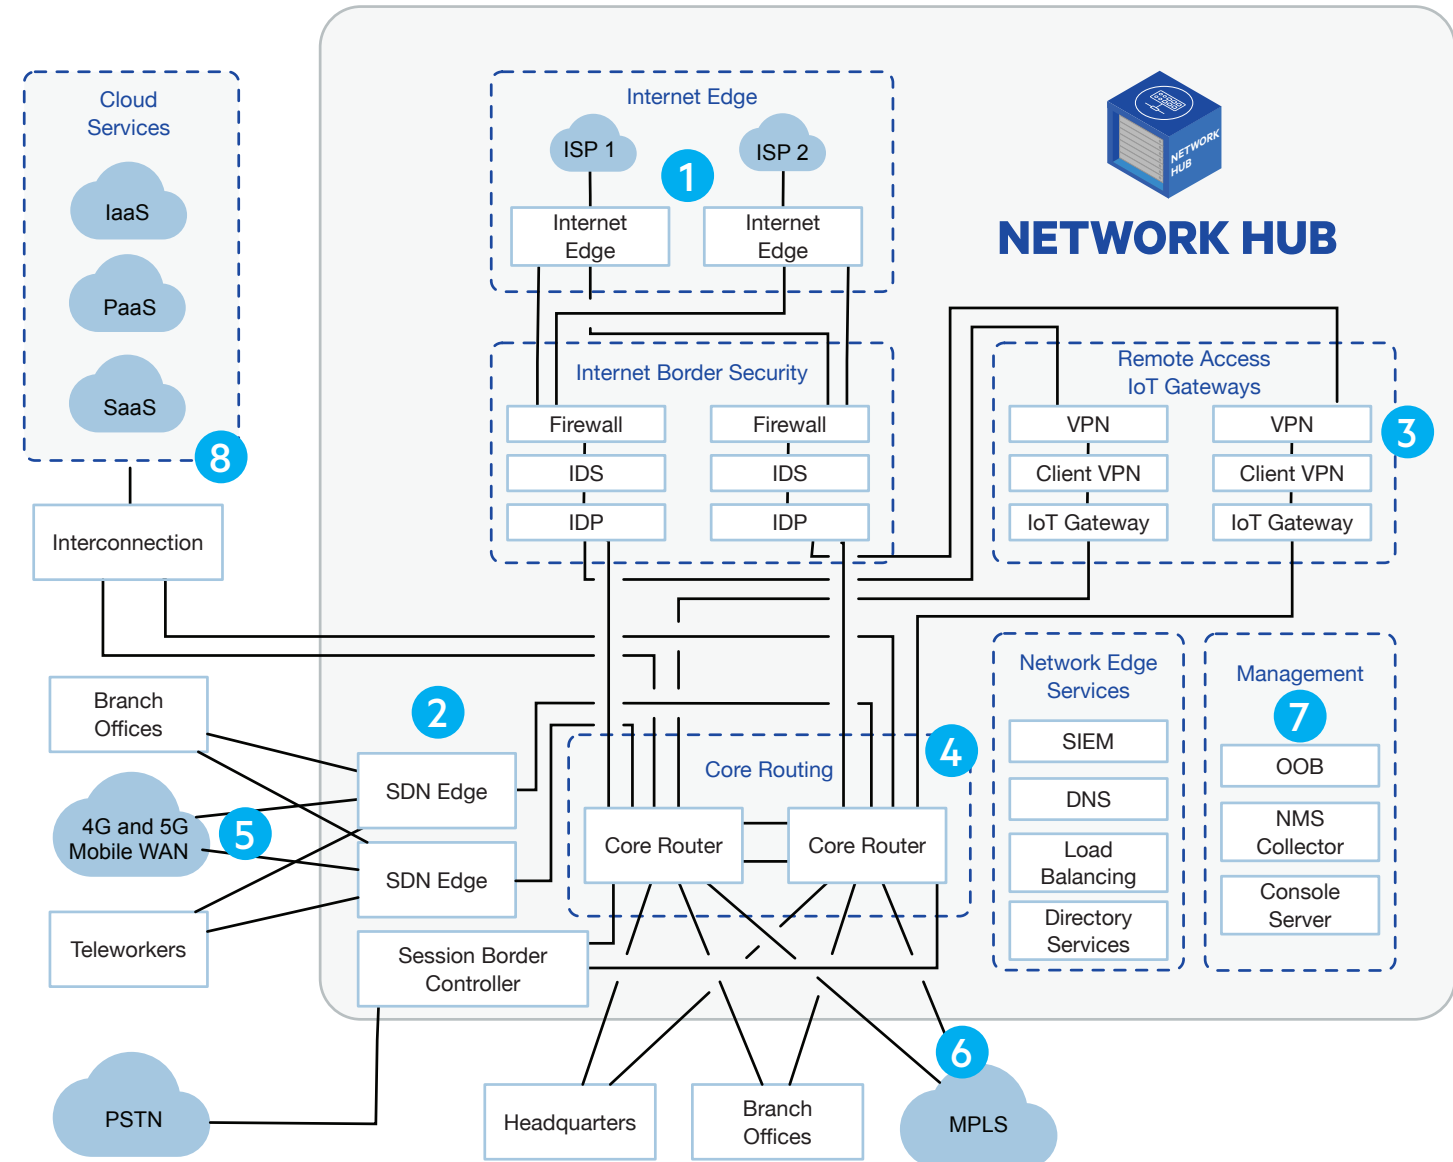 Cloud
Services
IaaS
PaaS
SaaS
8
Interconnection
Internet Edge
ISP 1
ISP 2
1
Internet
Edge
Internet
Edge
NETWORK
HUB
NETWORK HUB
Internet Border Security
Firewall
IDS
IDP
Firewall
IDS
IDP
Remote Access
IoT Gateways
VPN
Client VPN
IoT Gateway
VPN
Client VPN
IoT Gateway
3
Branch
Offices
4G and 5G
Mobile WAN
5
Teleworkers
2
SDN Edge
SDN Edge
Session Border
Controller
Core Routing
4
Core Router
Core Router
Network Edge
Services
SIEM
DNS
Load
Balancing
Directory
Services
Management
7
OOB
NMS
Collector
Console
Server
PSTN
Headquarters
Branch
Offices
6
MPLS